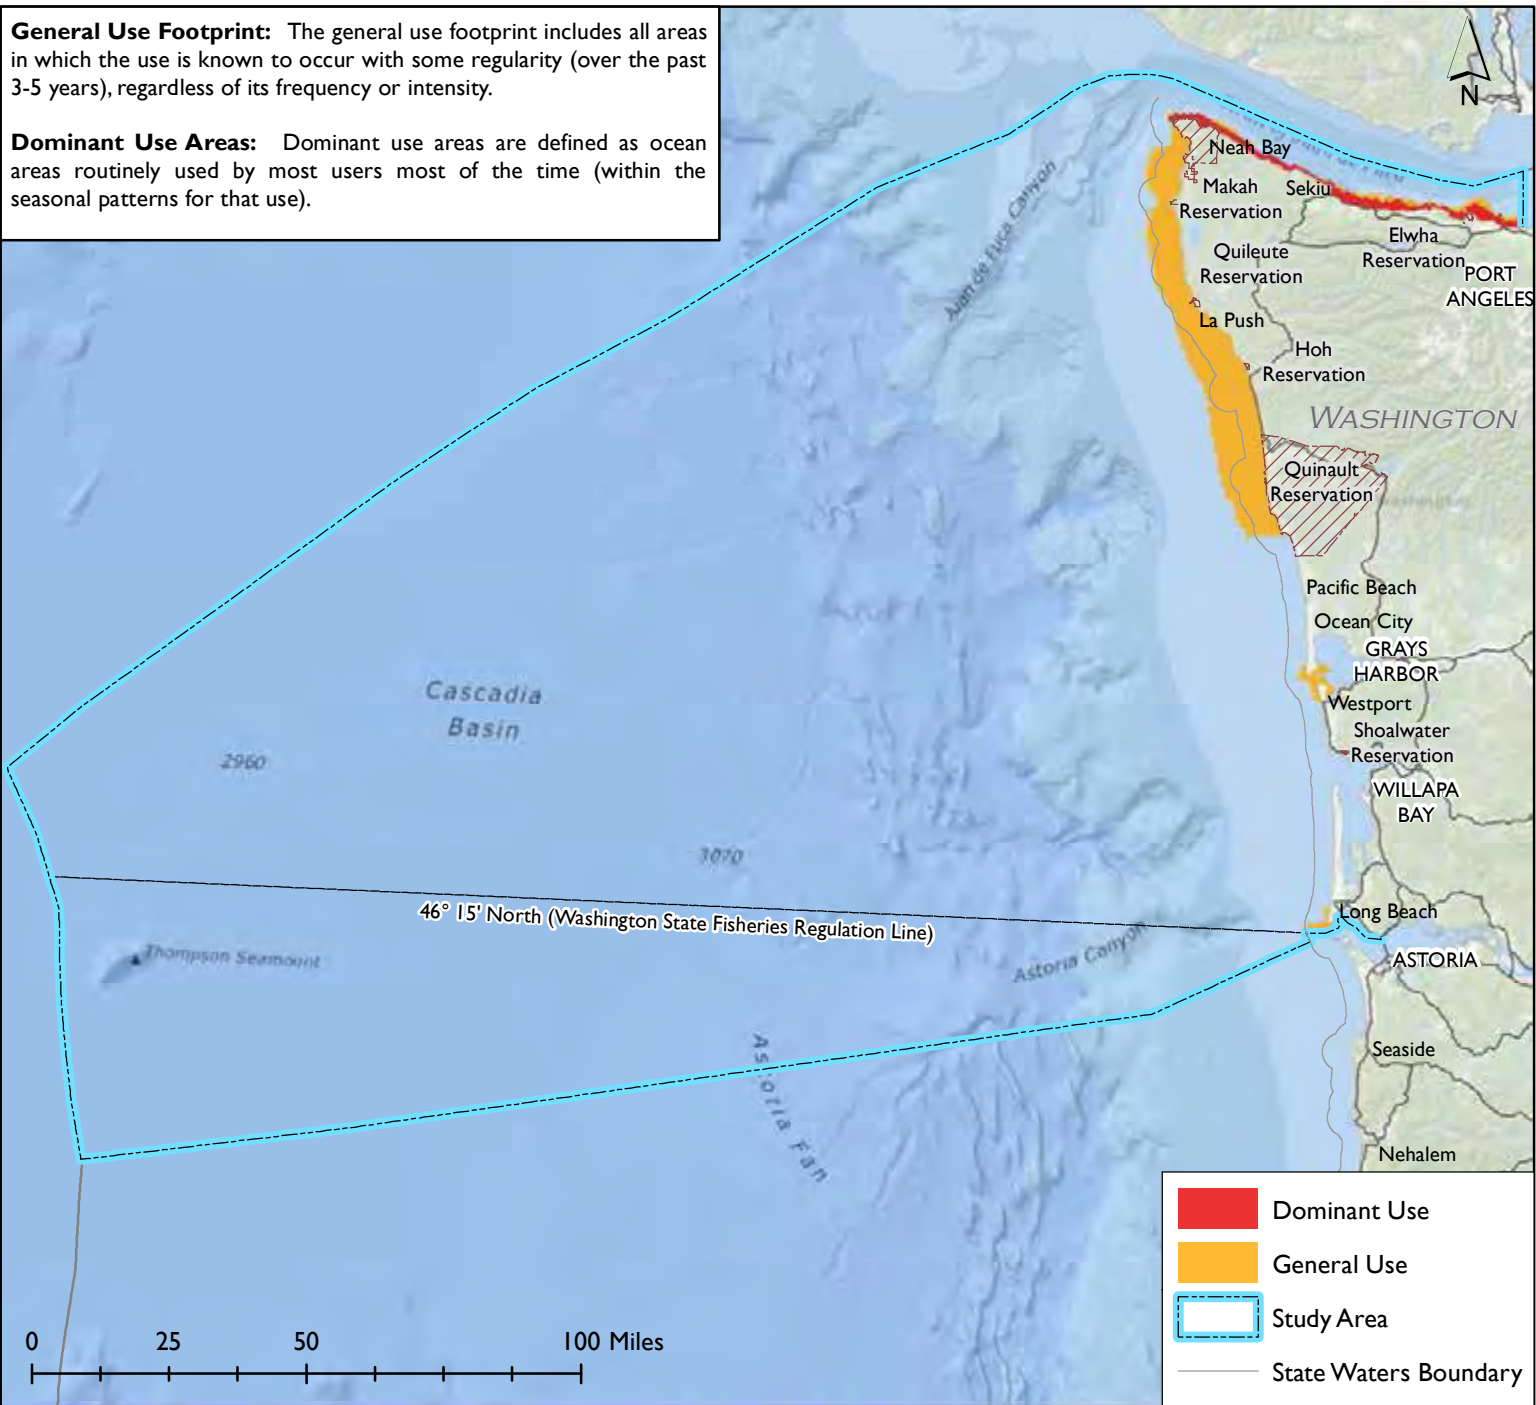 General Use Footprint: The general use footprint includes all areas
in which the use is known to occur with some regularity (over the past
3-5 years), regardless of its frequency or intensity.
Dominant Use Areas: Dominant use areas are defined as ocean
areas routinely used by most users most of the time (within the
seasonal patterns for that use).
N
Neah Bay
Makah
Reservation
Sekiu
Elwha
Reservation
PORT
ANGELES
Juan de Fuca Canyon
Quileute
Reservation
La Push
Hoh
Reservation
WASHINGTON
Quinault
Reservation
Washington
Pacific Beach
Ocean City
GRAYS
HARBOR
Westport
Shoalwater
Reservation
WILLAPA
BAY
Cascadia
Basin
2960
3070
46° 15' North (Washington State Fisheries Regulation Line)
Long Beach
ASTORIA
Thompson Seamount
Astoria Canyon
Astoria Fan
Seaside
Nehalem
0 25 50 100 Miles
Dominant Use
General Use
Study Area
State Waters Boundary